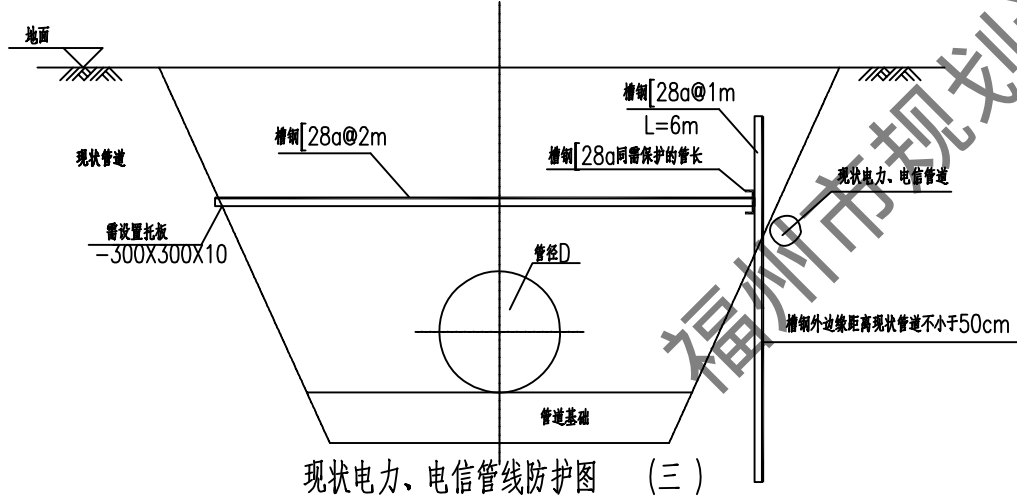 地面
槽钢[28a@1m
L=6m
槽钢[28a@2m
槽钢[28a同需保护的管长
现状管道
现状电力、电信管道
需设置托板
-300X300X10
管径D
槽钢外边缘距离现状管道不小于50cm
管道基础
现状电力、电信管线防护图 (三)
福州市规划